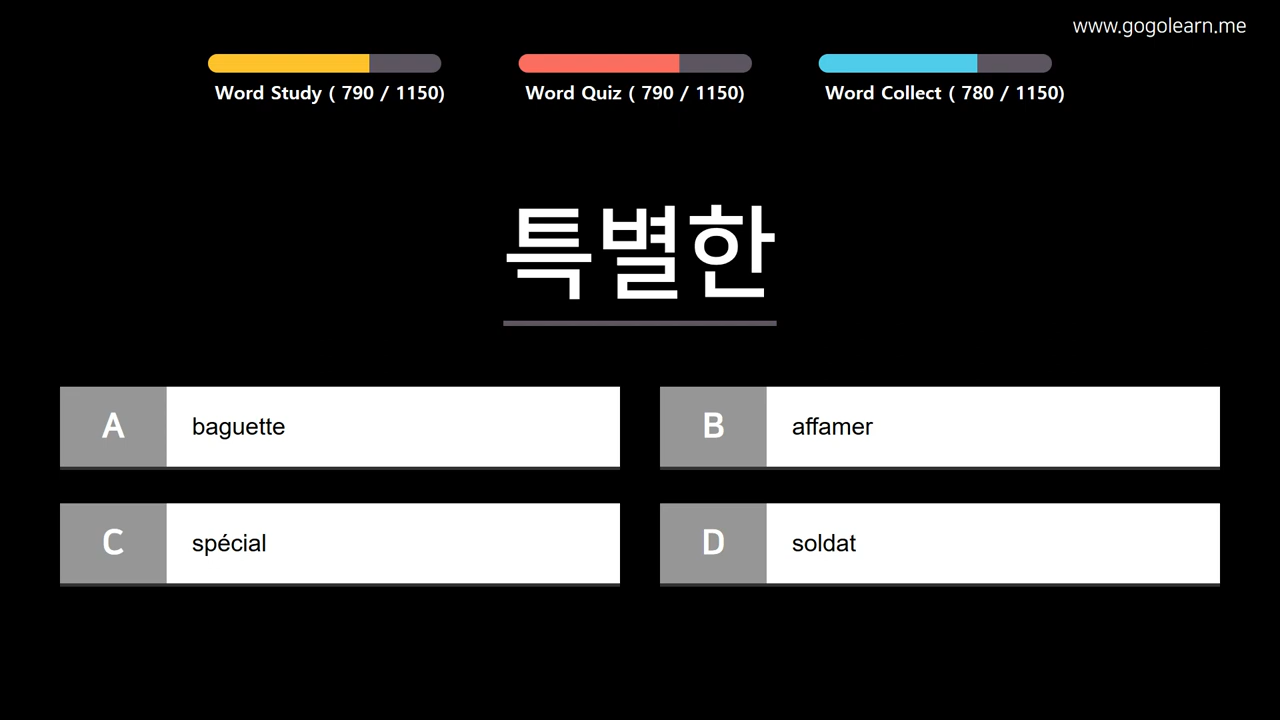 www.gogolearn.me
Word Study ( 790 / 1150)
Word Quiz ( 790 / 1150)
Word Collect ( 780 / 1150)
특별한
A baguette
B affamer
C spécial
D soldat